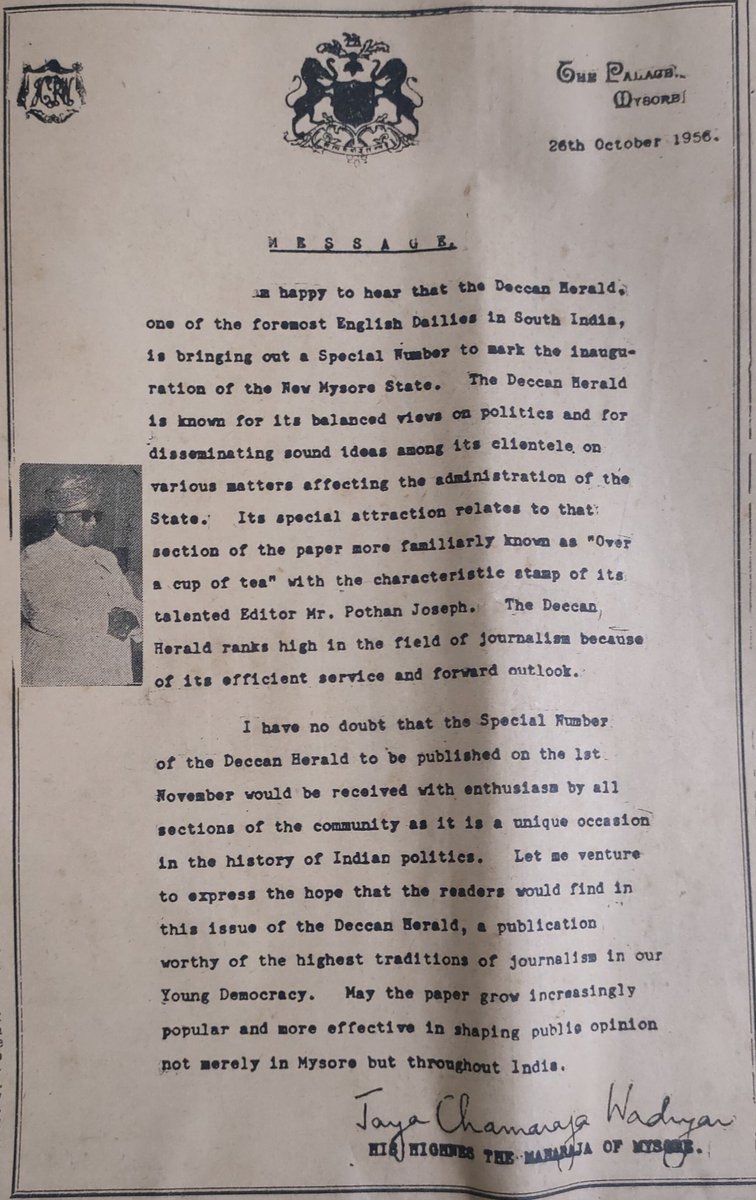 THE PALACE,
MYSORE
26th October 1956.
MESSAGE.
am happy to hear that the Deccan Herald,
one of the foremost English Dailies in South India,
is bringing out a Special Number to mark the inaugu-
ration of the New Mysore State. The Deccan Herald
is known for its balanced views on politics and for
disseminating sound ideas among its clientele on
various matters affecting the administration of the
State. Its special attraction relates to that
section of the paper more familiarly known as "Over
a cup of tea" with the characteristic stamp of its
talented Editor Mr. Pothan Joseph. The Deccan
Herald ranks high in the field of journalism because
of its efficient service and forward outlook.
I have no doubt that the Special Number
of the Deccan Herald to be published on the 1st
November would be received with enthusiasm by all
sections of the community as it is a unique occasion
in the history of Indian politics. Let me venture
to express the hope that the readers would find in
this issue of the Deccan Herald, a publication
worthy of the highest traditions of journalism in our
Young Democracy. May the paper grow increasingly
popular and more effective in shaping public opinion
not merely in Mysore but throughout India.
Jaya Chamaraja Wadiyar
HIS HIGHNES THE MAHARAJA OF MYSORE.